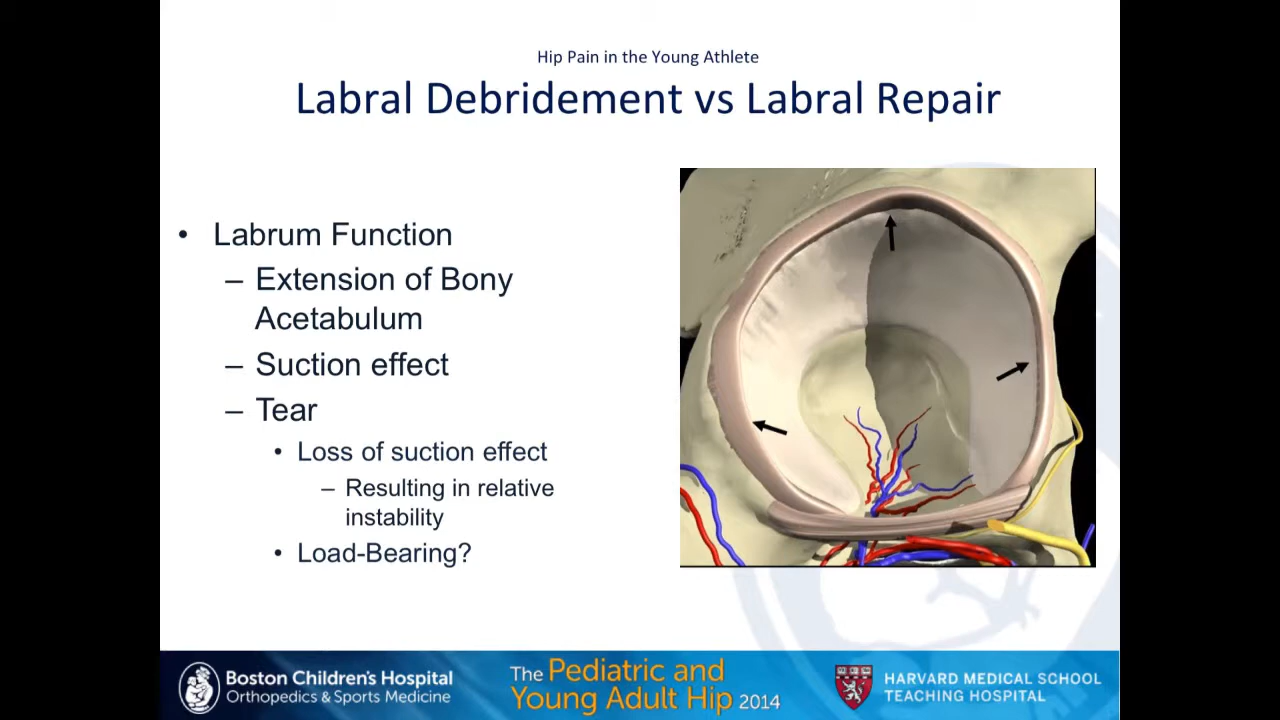 Hip Pain in the Young Athlete
Labral Debridement vs Labral Repair
• Labrum Function
– Extension of Bony
Acetabulum
– Suction effect
– Tear
• Loss of suction effect
– Resulting in relative
instability
• Load-Bearing?
Boston Children's Hospital
Orthopedics & Sports Medicine
The Pediatric and
Young Adult Hip 2014
HARVARD MEDICAL SCHOOL
TEACHING HOSPITAL